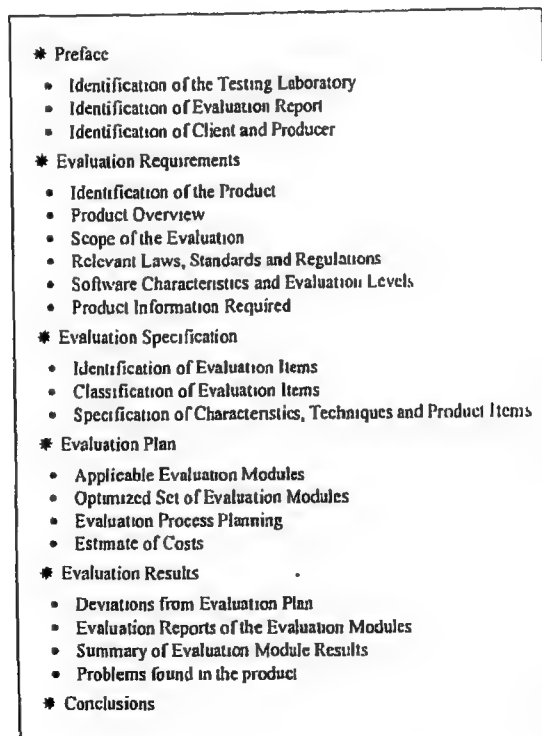 ✱ Preface
• Identification of the Testing Laboratory
• Identification of Evaluation Report
• Identification of Client and Producer
✱ Evaluation Requirements
• Identification of the Product
• Product Overview
• Scope of the Evaluation
• Relevant Laws, Standards and Regulations
• Software Characteristics and Evaluation Levels
• Product Information Required
✱ Evaluation Specification
• Identification of Evaluation Items
• Classification of Evaluation Items
• Specification of Characteristics, Techniques and Product Items
✱ Evaluation Plan
• Applicable Evaluation Modules
• Optimized Set of Evaluation Modules
• Evaluation Process Planning
• Estimate of Costs
✱ Evaluation Results
• Deviations from Evaluation Plan
• Evaluation Reports of the Evaluation Modules
• Summary of Evaluation Module Results
• Problems found in the product
✱ Conclusions